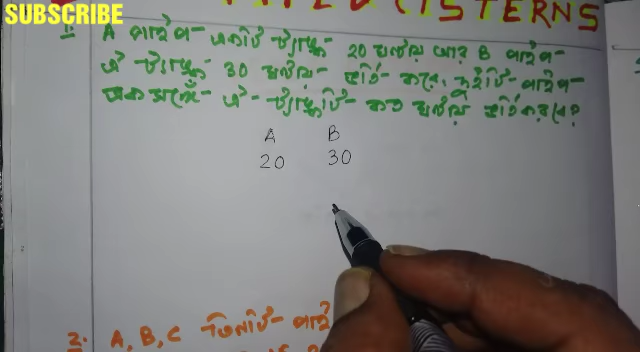 SUBSCRIBE
CISTERNS
1. A পাইপ একটি ট্যাঙ্ক 20 ঘন্টায় আর B পাইপ
ঐ ট্যাঙ্ক 30 ঘন্টায় ভর্তি করে, দুইটি পাইপ
একসঙ্গে ঐ ট্যাঙ্কটি কত ঘন্টায় ভর্তি করবে?
A B
20 30
2. A, B, C তিনটি পাইপ